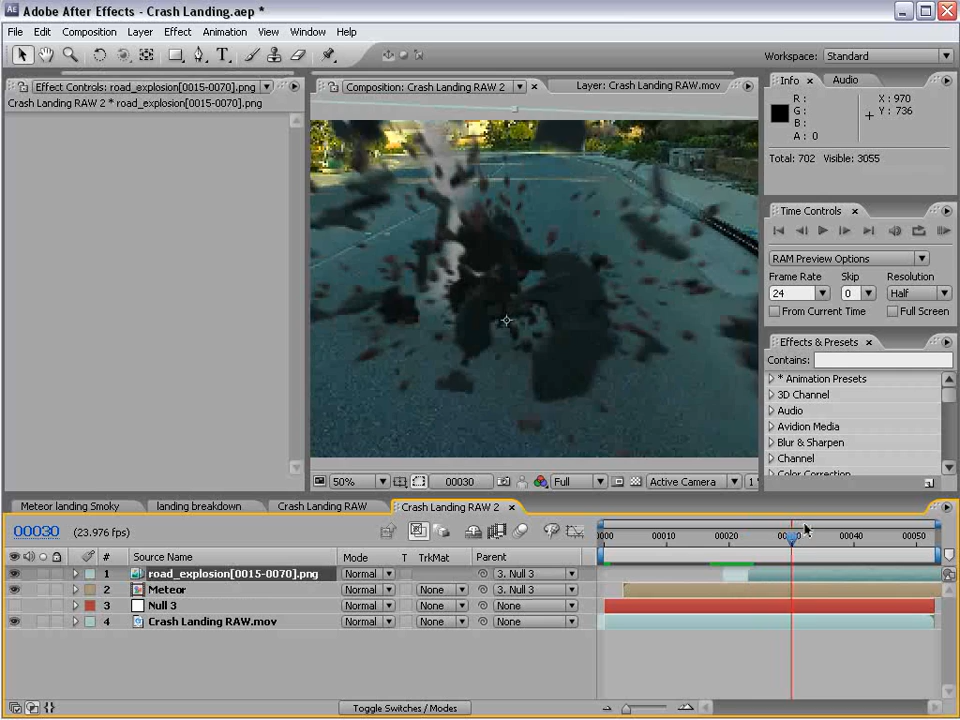 Adobe After Effects - Crash Landing.aep *
File Edit Composition Layer Effect Animation View Window Help
Workspace: Standard
Effect Controls: road_explosion[0015-0070].png
Crash Landing RAW 2 * road_explosion[0015-0070].png
Composition: Crash Landing RAW 2
Layer: Crash Landing RAW.mov
Info Audio
R :
G :
B :
A : 0
X : 970
Y : 736
Total: 702 Visible: 3055
Time Controls
RAM Preview Options
Frame Rate Skip Resolution
24 0 Half
From Current Time Full Screen
Effects & Presets
Contains:
* Animation Presets
3D Channel
Audio
Avidion Media
Blur & Sharpen
Channel
Color Correction
50% 00030 Full Active Camera 1
Meteor landing Smoky landing breakdown Crash Landing RAW Crash Landing RAW 2
00030 (23.976 fps)
0000 00010 00020 00030 00040 00050
# Source Name Mode T TrkMat Parent
1 road_explosion[0015-0070].png Normal 3. Null 3
2 Meteor Normal None 3. Null 3
3 Null 3 Normal None None
4 Crash Landing RAW.mov Normal None None
Toggle Switches / Modes